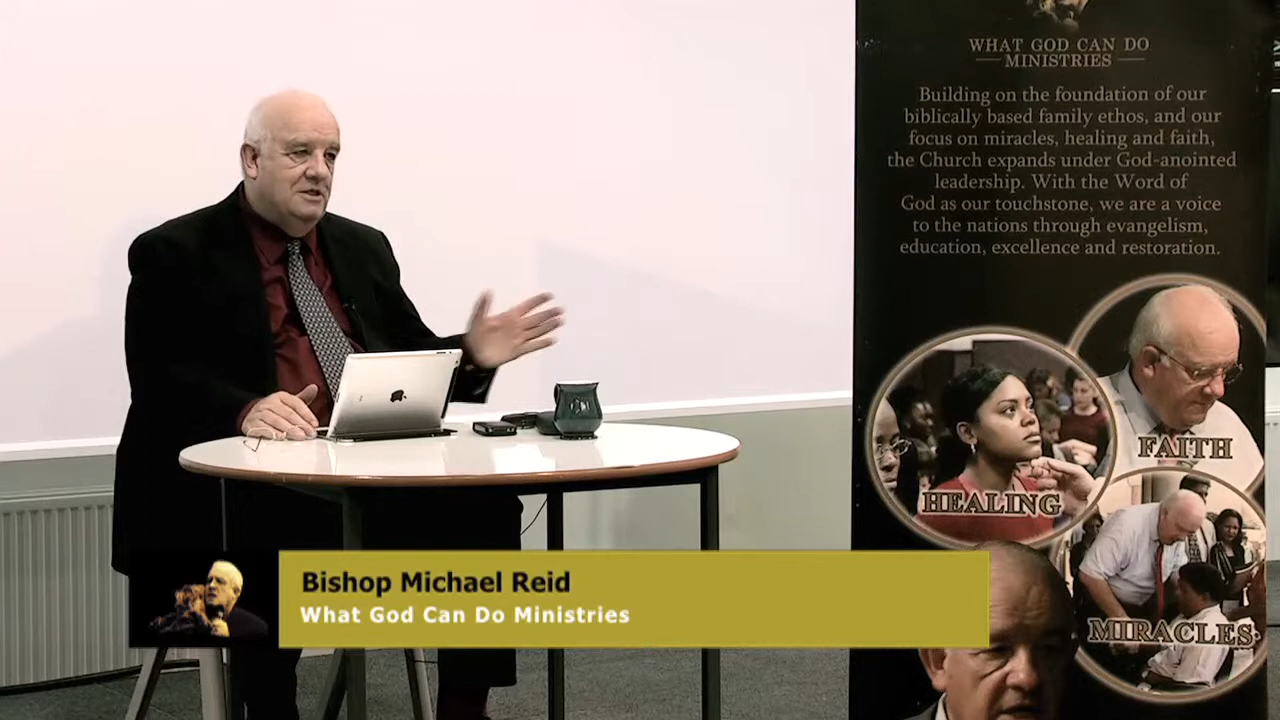 WHAT GOD CAN DO
MINISTRIES
Building on the foundation of our
biblically based family ethos, and our
focus on miracles, healing and faith,
the Church expands under God-anointed
leadership. With the Word of
God as our touchstone, we are a voice
to the nations through evangelism,
education, excellence and restoration.
FAITH
HEALING
MIRACLES
Bishop Michael Reid
What God Can Do Ministries